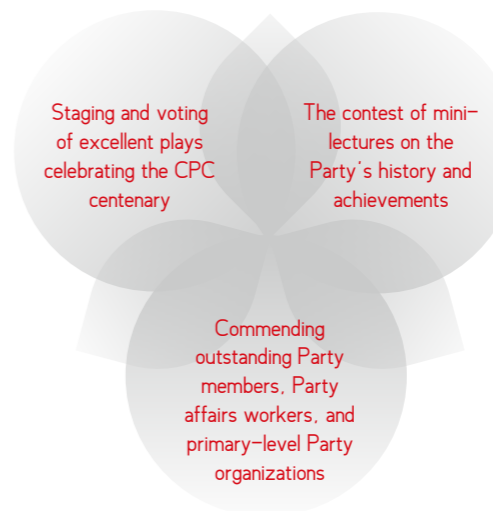 Staging and voting
of excellent plays
celebrating the CPC
centenary
The contest of mini-
lectures on the
Party's history and
achievements
Commending
outstanding Party
members, Party
affairs workers, and
primary-level Party
organizations